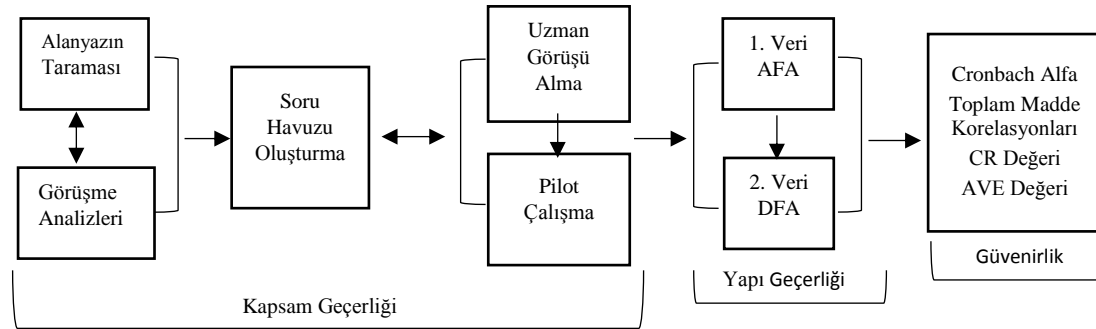 Alanyazın
Taraması
Görüşme
Analizleri
Soru
Havuzu
Oluşturma
Uzman
Görüşü
Alma
Pilot
Çalışma
1. Veri
AFA
2. Veri
DFA
Cronbach Alfa
Toplam Madde
Korelasyonları
CR Değeri
AVE Değeri
Kapsam Geçerliği
Yapı Geçerliği
Güvenirlik